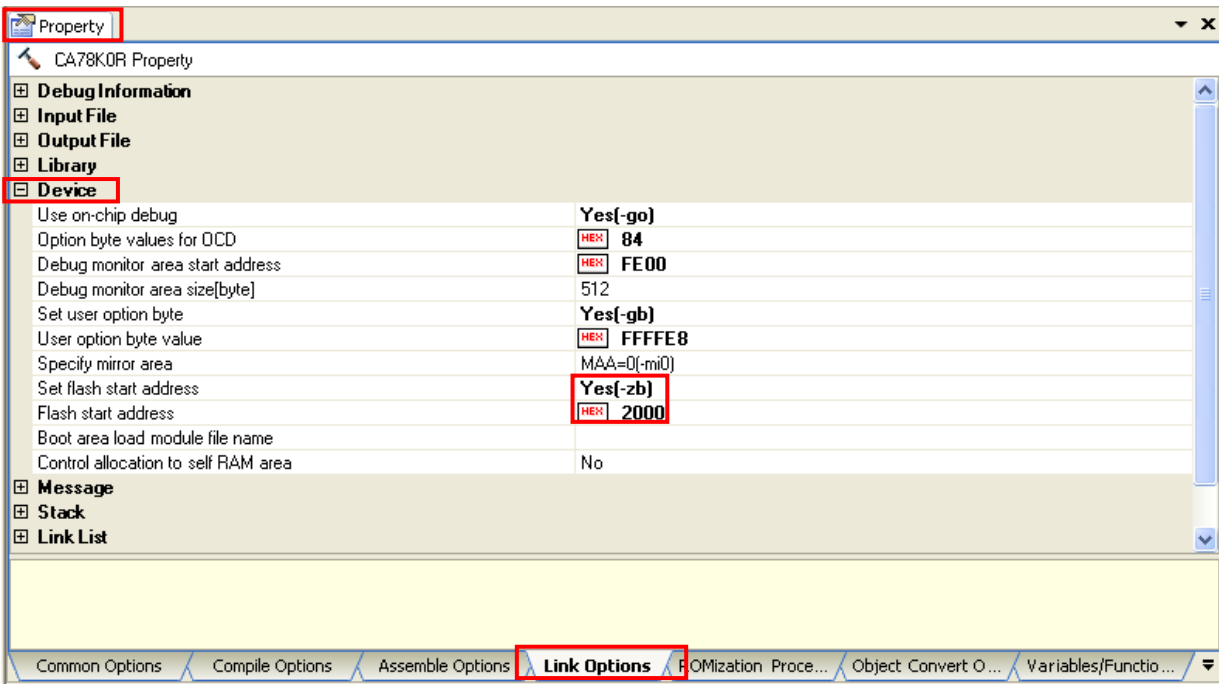 Property
CA78K0R Property
Debug Information
Input File
Output File
Library
Device
Use on-chip debug Yes(-go)
Option byte values for OCD HEX 84
Debug monitor area start address HEX FE00
Debug monitor area size[byte] 512
Set user option byte Yes(-gb)
User option byte value HEX FFFFE8
Specify mirror area MAA=0(-mi0)
Set flash start address Yes(-zb)
Flash start address HEX 2000
Boot area load module file name
Control allocation to self RAM area No
Message
Stack
Link List
Common Options Compile Options Assemble Options Link Options ROMization Proce... Object Convert O... Variables/Functio...